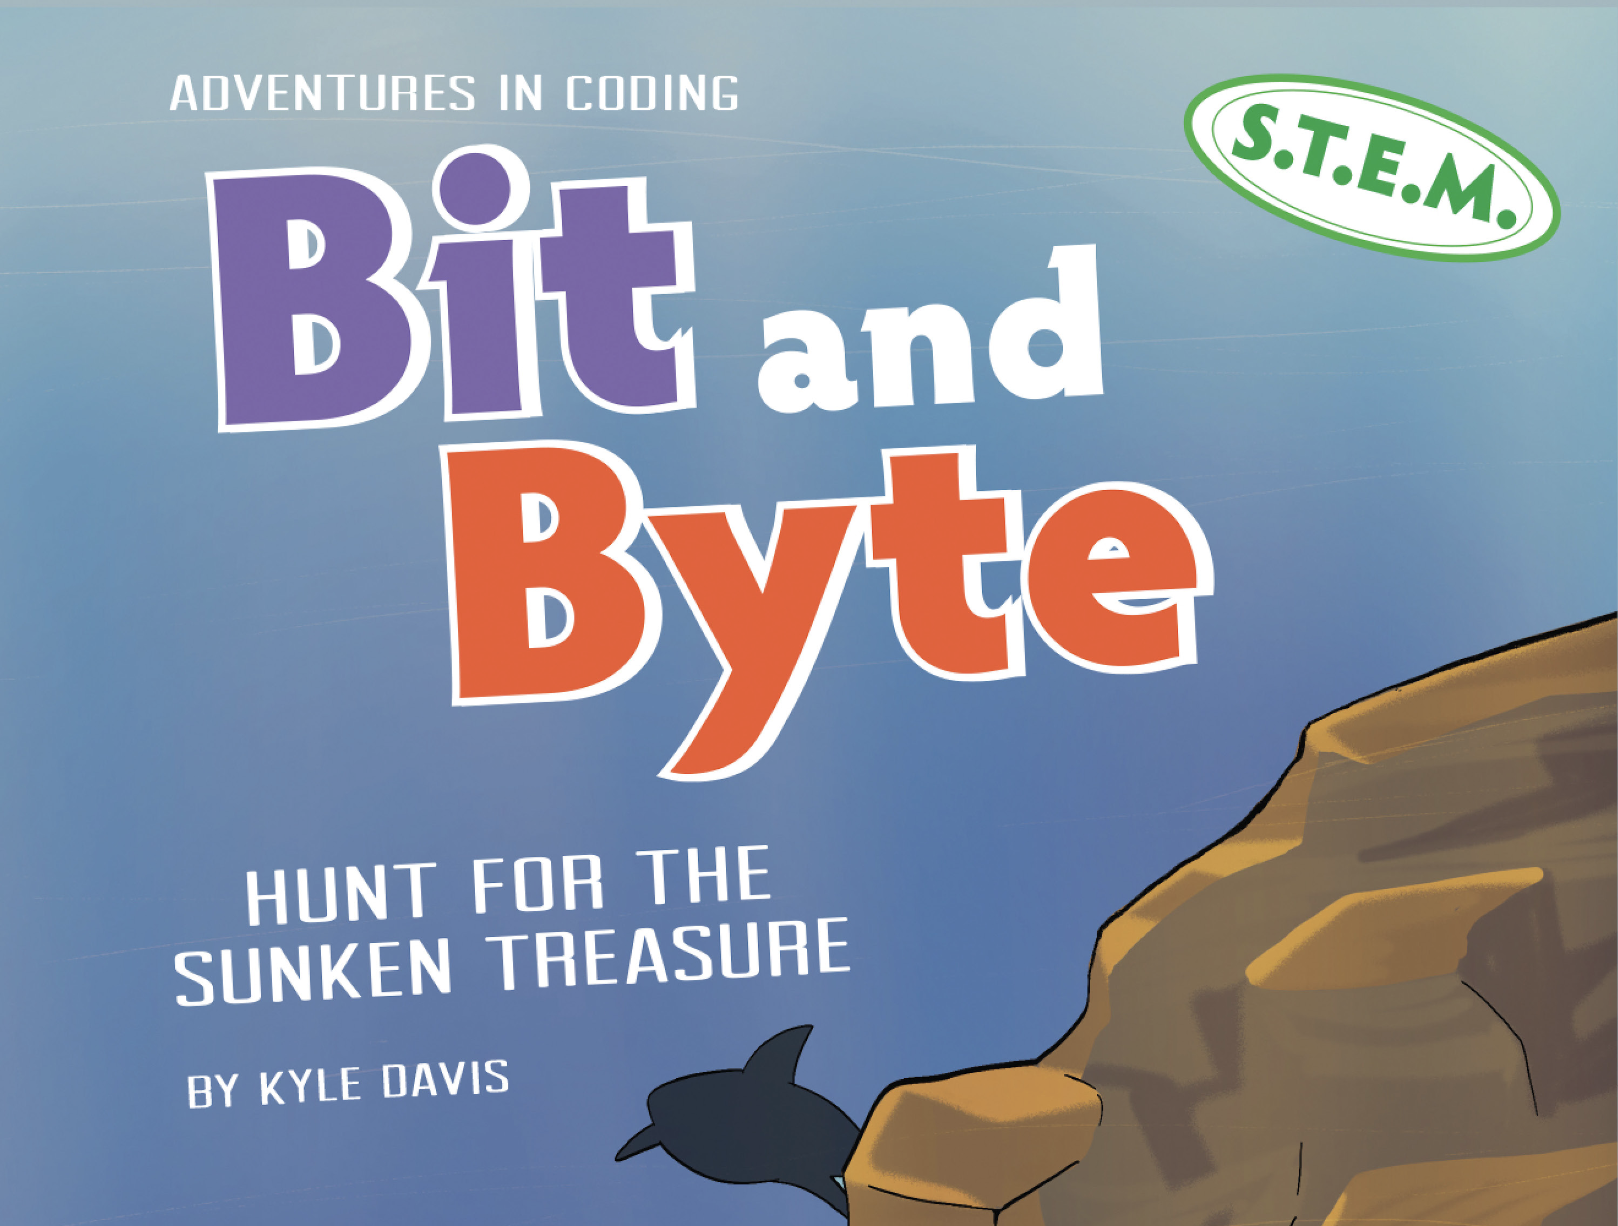 ADVENTURES IN CODING
S.T.E.M.
Bit and
Byte
HUNT FOR THE
SUNKEN TREASURE
BY KYLE DAVIS